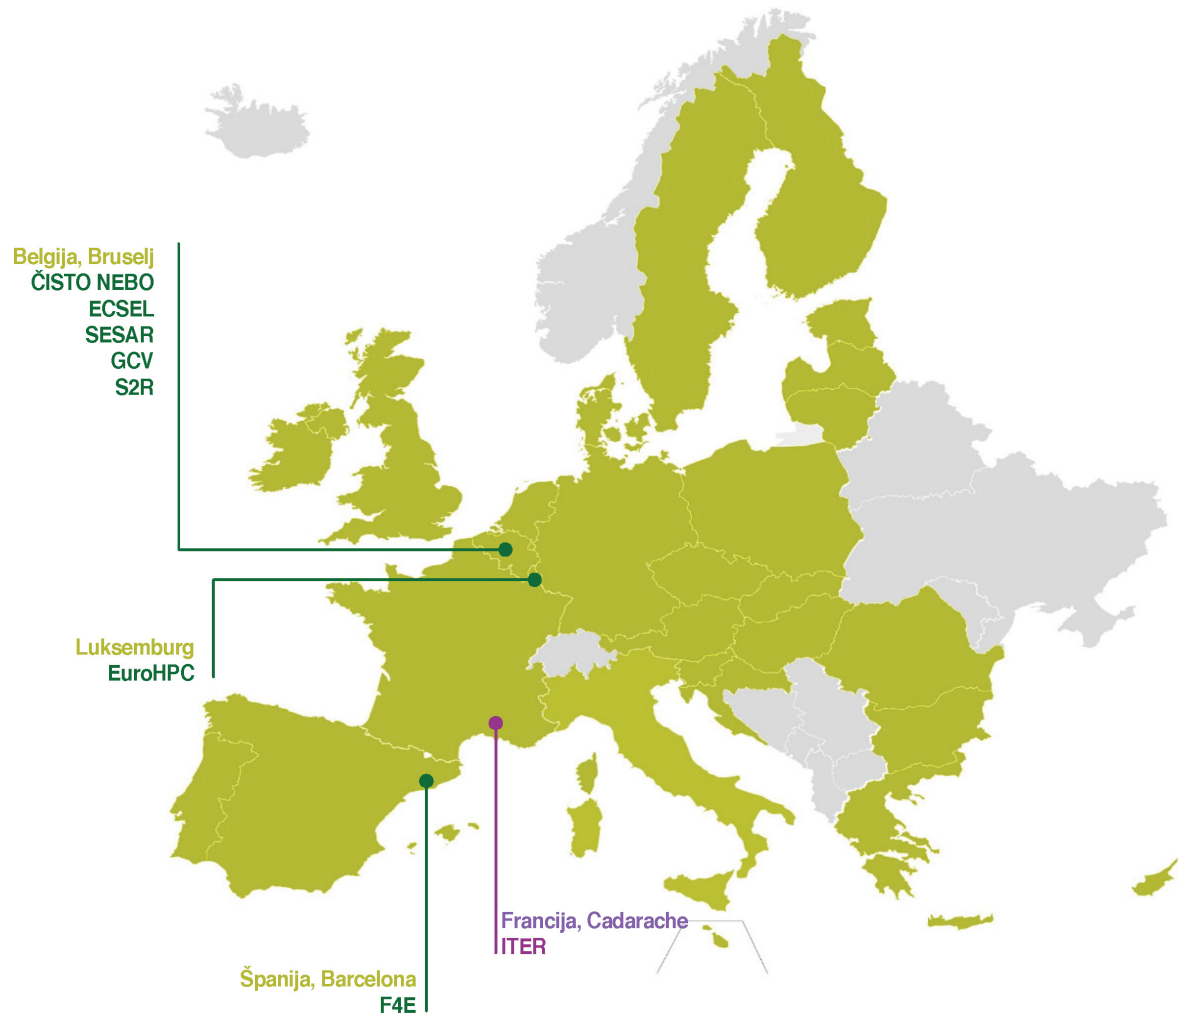 Belgija, Bruselj
ČISTO NEBO
ECSEL
SESAR
GCV
S2R
Luksemburg
EuroHPC
Francija, Cadarache
ITER
Španija, Barcelona
F4E